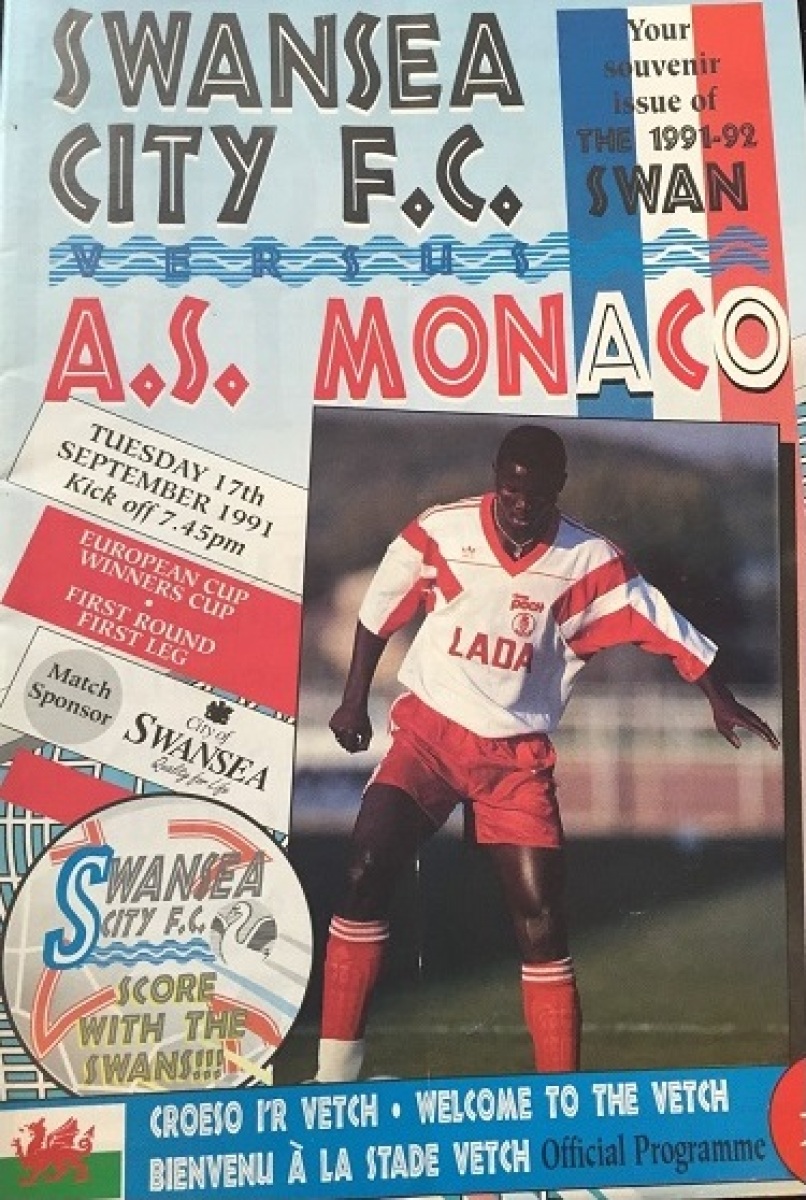 SWANSEA
CITY F.C.
VERSUS
A.S. MONACO
Your
souvenir
issue of
THE 1991-92
SWAN
TUESDAY 17th
SEPTEMBER 1991
Kick off 7.45pm
EUROPEAN CUP
WINNERS CUP
•
FIRST ROUND
FIRST LEG
Match
Sponsor
City of
SWANSEA
Quality for Life
poch
LADA
SWANSEA
CITY F.C.
SCORE
WITH THE
SWANS!!!
CROESO I'R VETCH • WELCOME TO THE VETCH
BIENVENU À LA STADE VETCH Official Programme